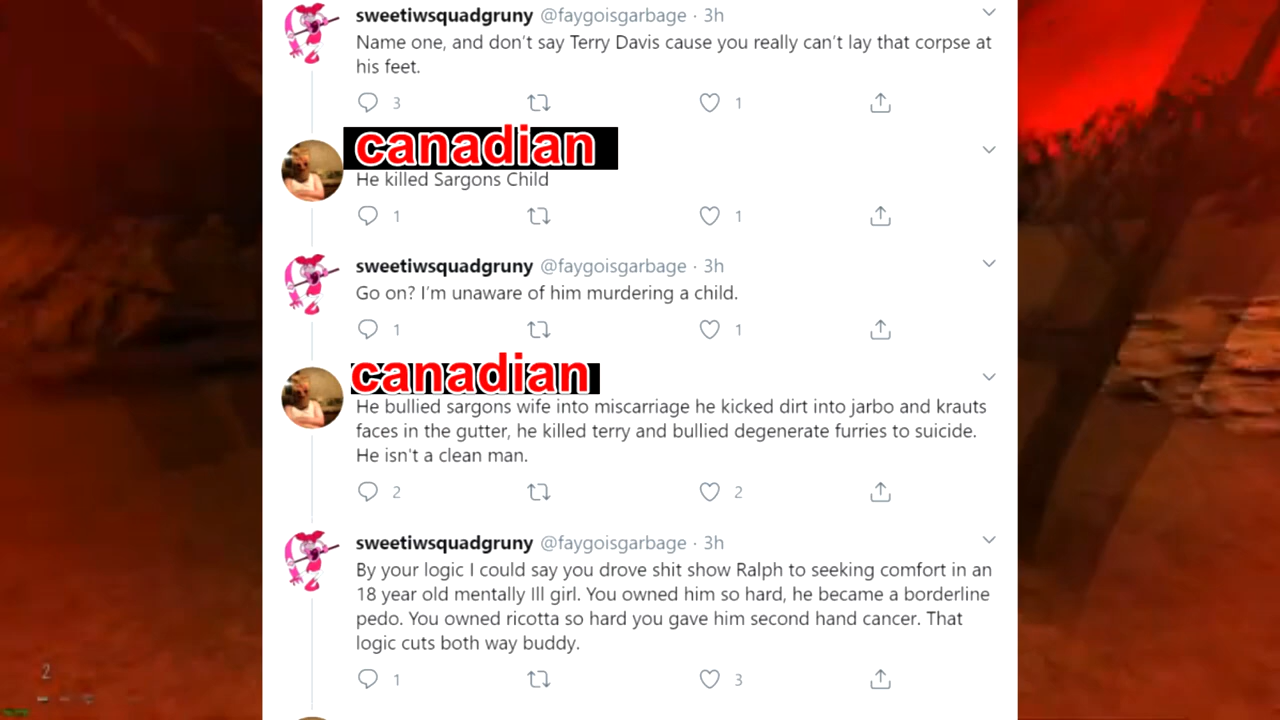 sweetiwsquadgruny @faygoisgarbage · 3h
Name one, and don't say Terry Davis cause you really can't lay that corpse at
his feet.
3 1
canadian
He killed Sargons Child
1 1
sweetiwsquadgruny @faygoisgarbage · 3h
Go on? I'm unaware of him murdering a child.
1 1
canadian
He bullied sargons wife into miscarriage he kicked dirt into jarbo and krauts
faces in the gutter, he killed terry and bullied degenerate furries to suicide.
He isn't a clean man.
2 2
sweetiwsquadgruny @faygoisgarbage · 3h
By your logic I could say you drove shit show Ralph to seeking comfort in an
18 year old mentally Ill girl. You owned him so hard, he became a borderline
pedo. You owned ricotta so hard you gave him second hand cancer. That
logic cuts both way buddy.
1 3
2